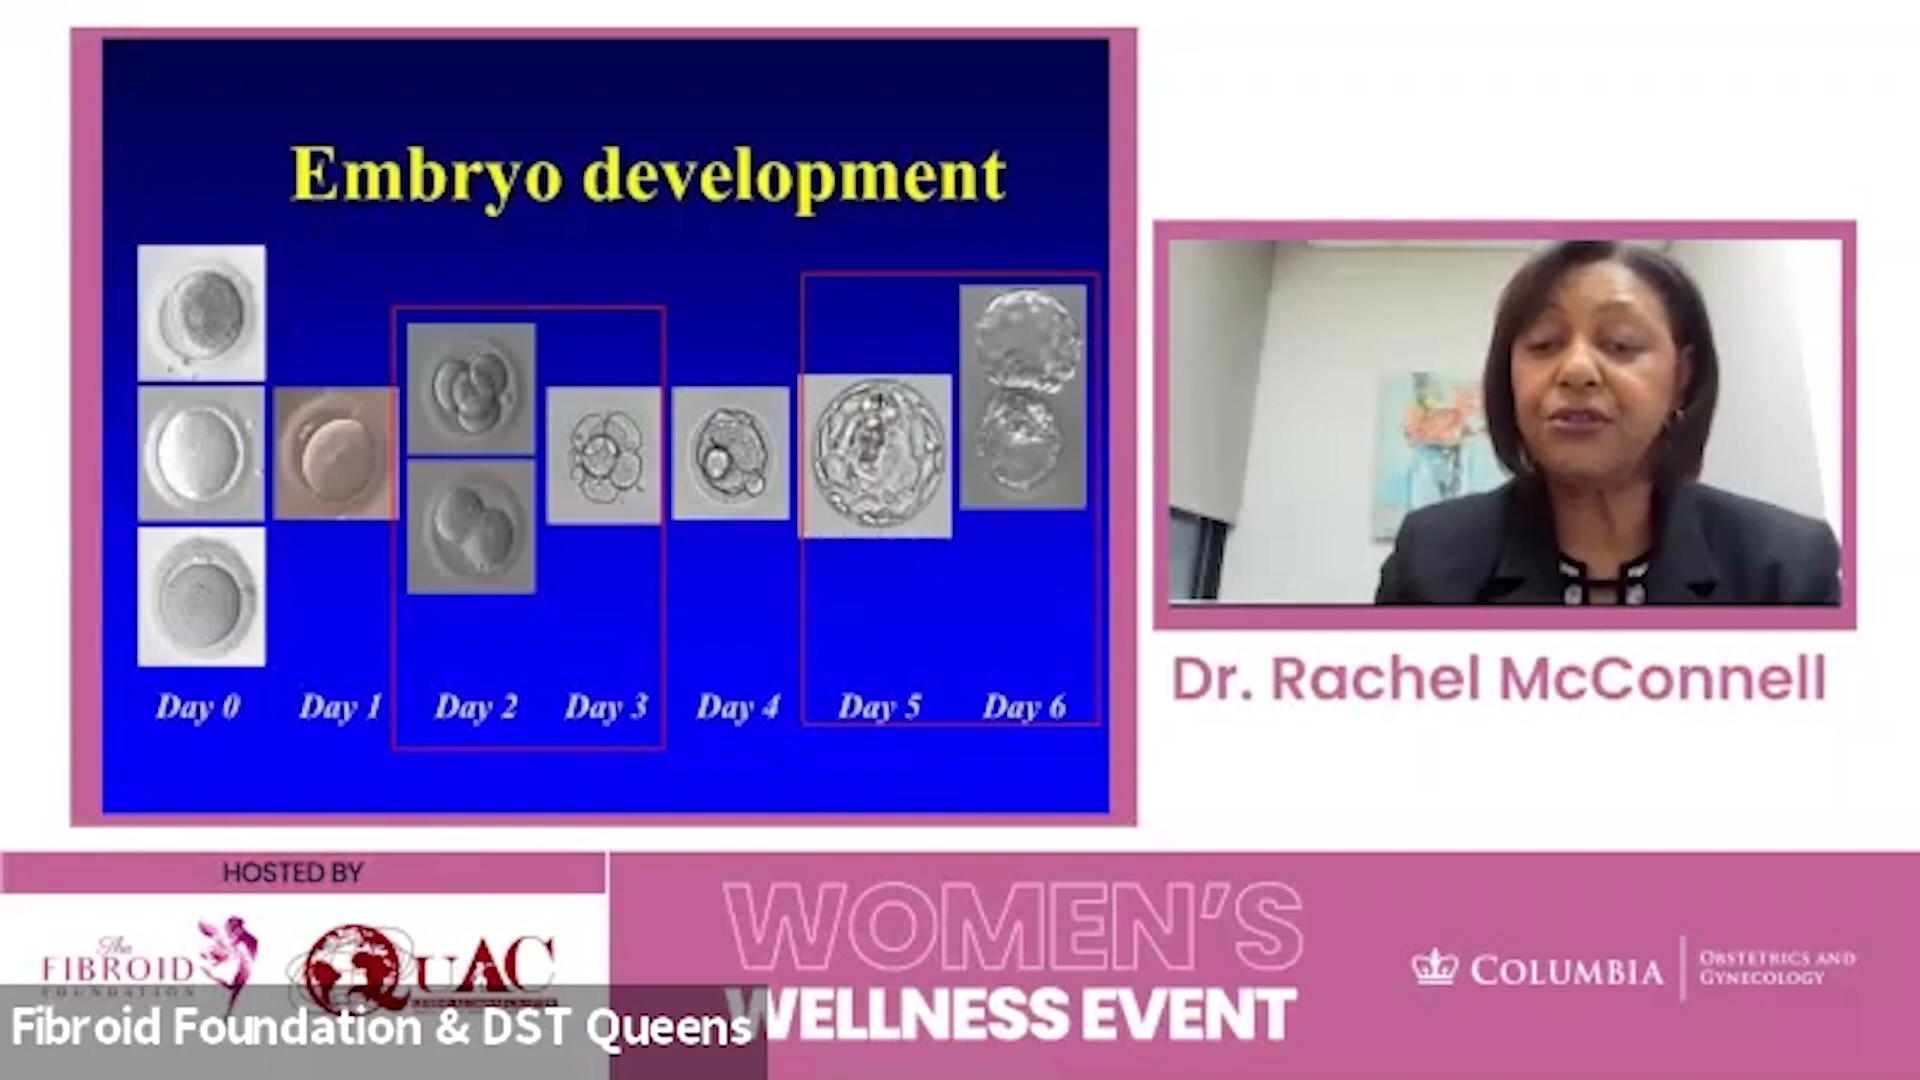 Embryo development
Day 0
Day 1
Day 2
Day 3
Day 4
Day 5
Day 6
Dr. Rachel McConnell
HOSTED BY
The
FIBROID
FOUNDATION
QUAC
WOMEN'S
WELLNESS EVENT
COLUMBIA
OBSTETRICS AND
GYNECOLOGY
Fibroid Foundation & DST Queens